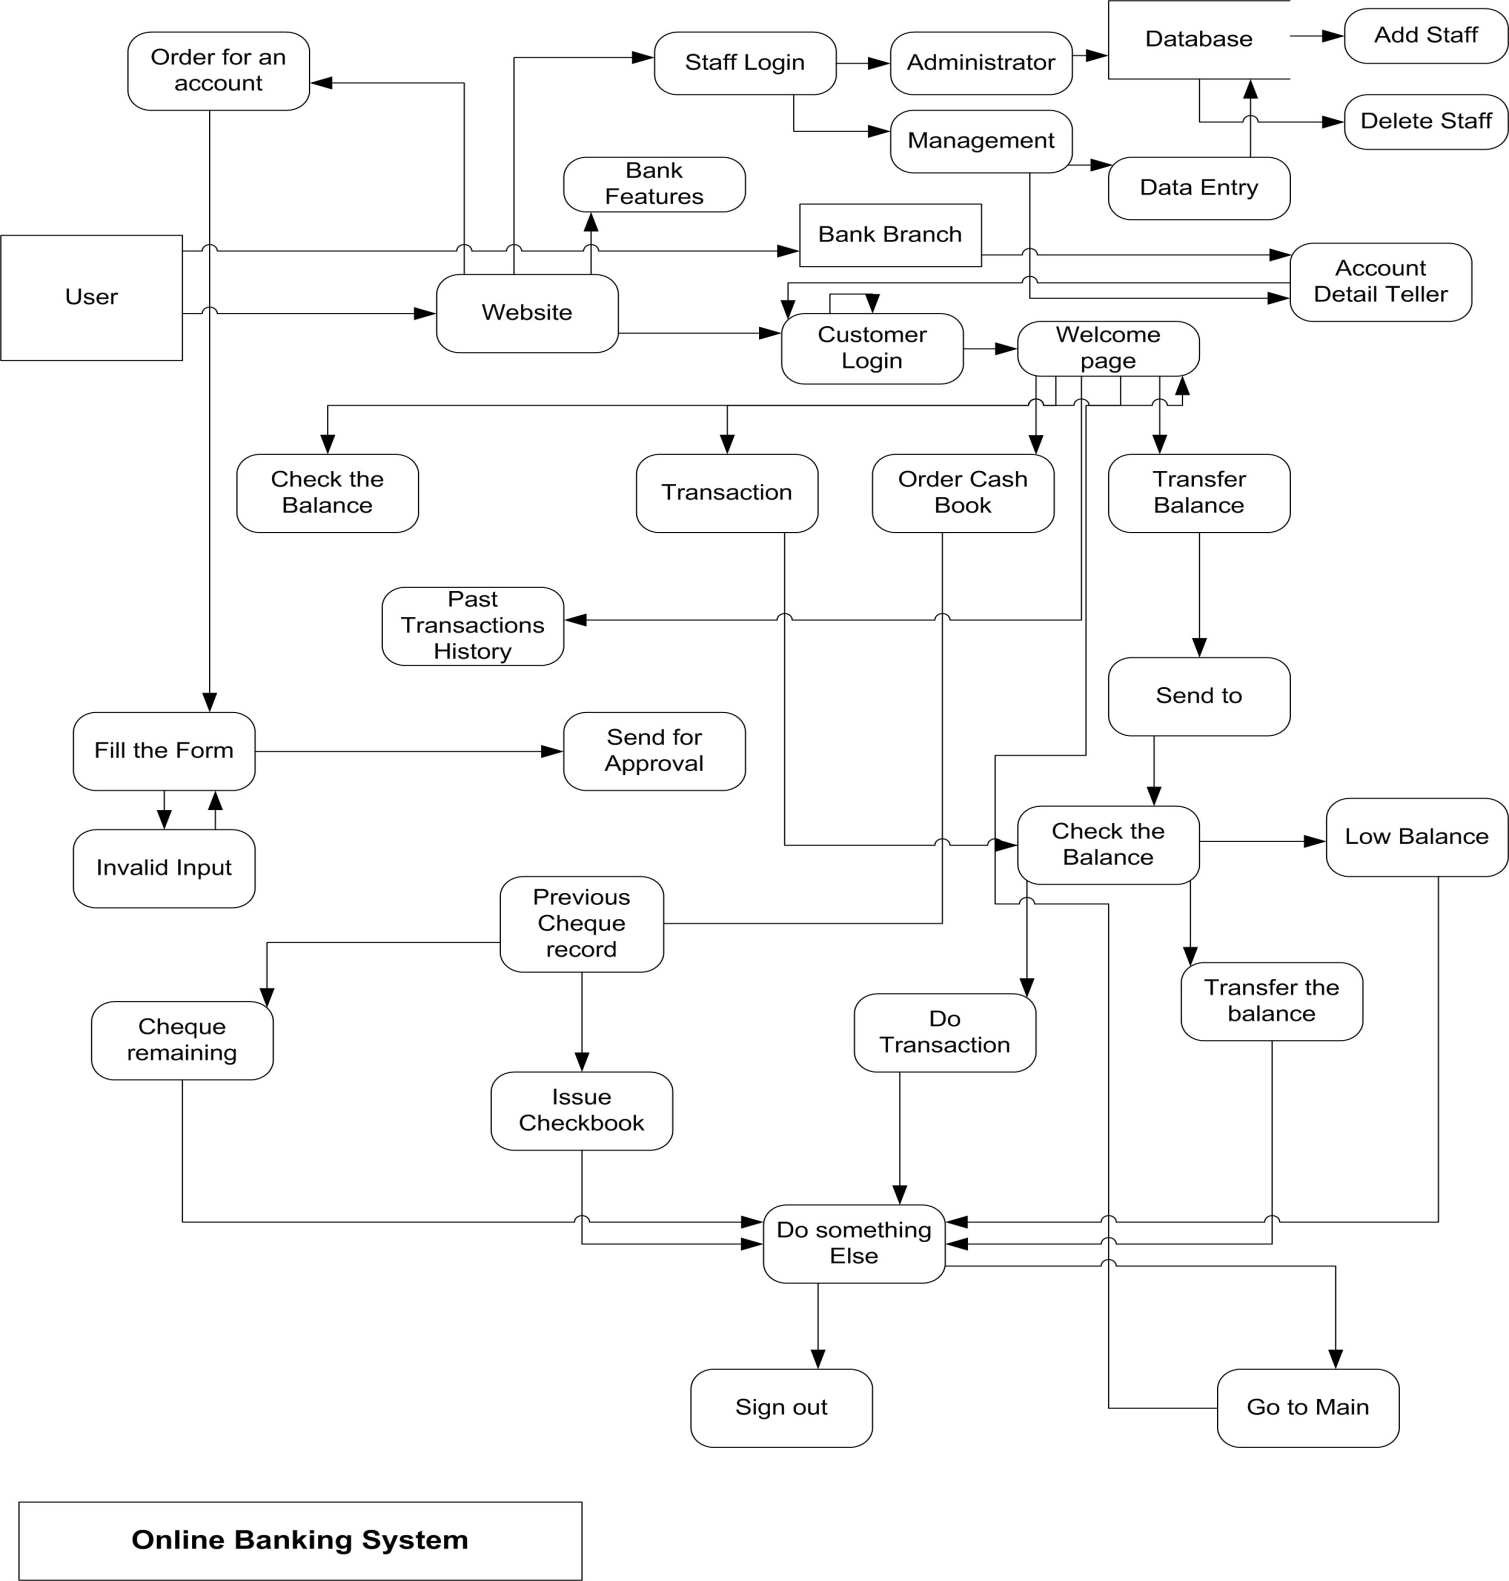 Order for an
account
Staff Login
Administrator
Database
Add Staff
Delete Staff
Management
Data Entry
Bank
Features
Bank Branch
Account
Detail Teller
User
Website
Customer
Login
Welcome
page
Check the
Balance
Transaction
Order Cash
Book
Transfer
Balance
Past
Transactions
History
Send to
Fill the Form
Send for
Approval
Invalid Input
Check the
Balance
Low Balance
Previous
Cheque
record
Transfer the
balance
Cheque
remaining
Do
Transaction
Issue
Checkbook
Do something
Else
Sign out
Go to Main
Online Banking System